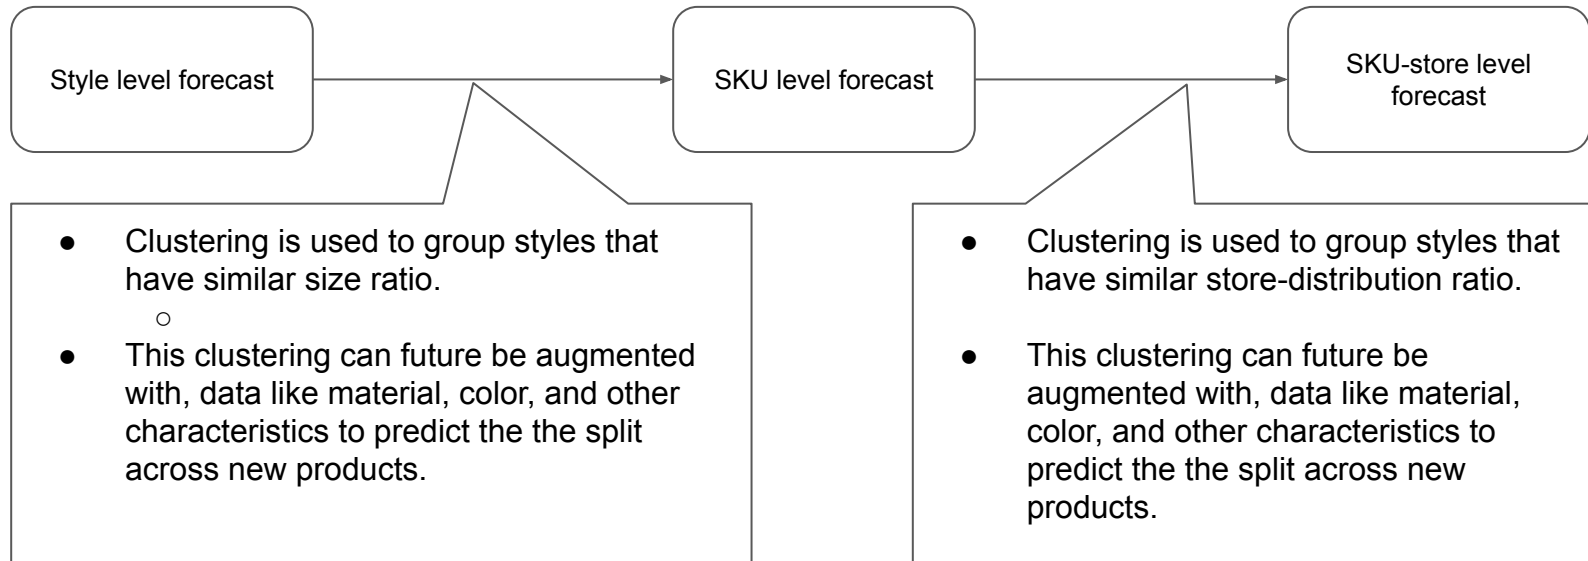 Style level forecast
SKU level forecast
SKU-store level
forecast
● Clustering is used to group styles that
have similar size ratio.
○
● This clustering can future be augmented
with, data like material, color, and other
characteristics to predict the the split
across new products.
● Clustering is used to group styles that
have similar store-distribution ratio.
● This clustering can future be
augmented with, data like material,
color, and other characteristics to
predict the the split across new
products.